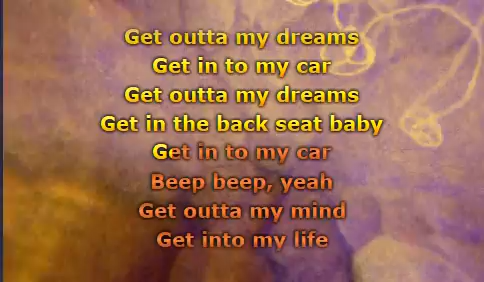 Get outta my dreams
Get in to my car
Get outta my dreams
Get in the back seat baby
Get in to my car
Beep beep, yeah
Get outta my mind
Get into my life